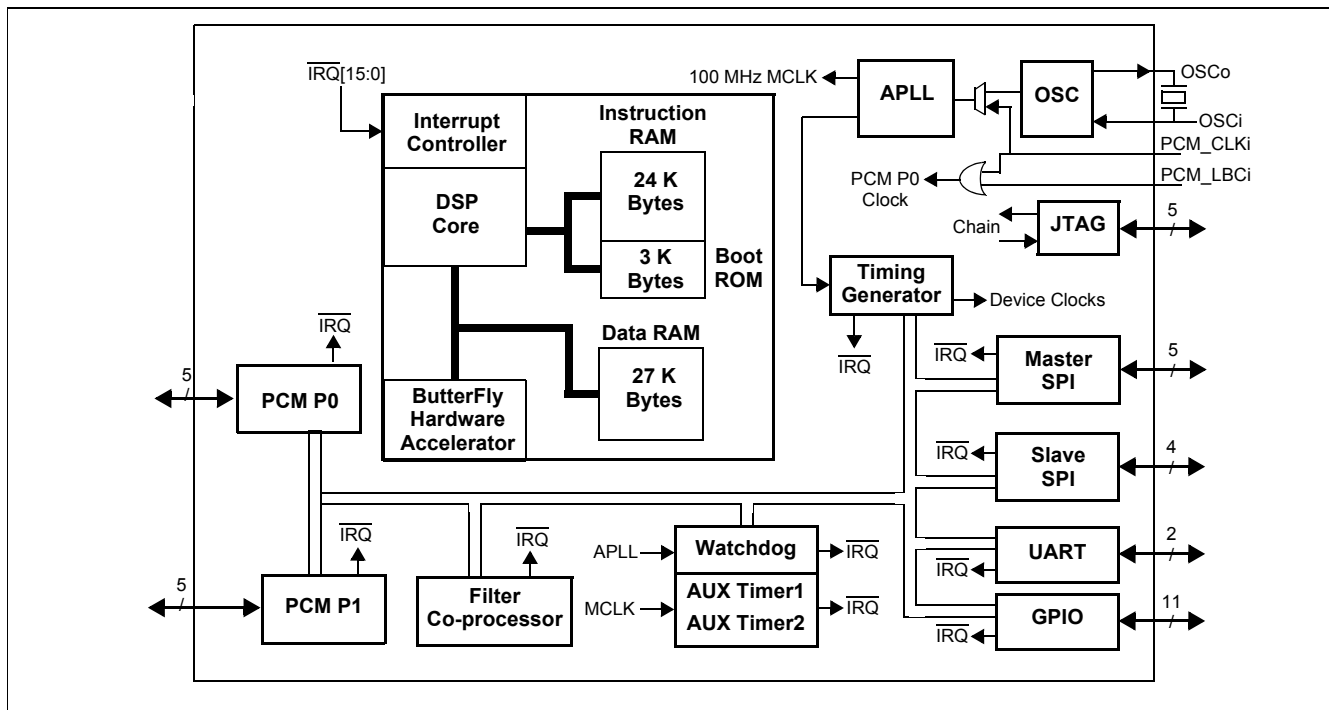 IRQ[15:0]
Interrupt
Controller
DSP
Core
Instruction
RAM
24 K
Bytes
3 K
Bytes
Boot
ROM
Data RAM
27 K
Bytes
ButterFly
Hardware
Accelerator
100 MHz MCLK
APLL
OSC
OSCo
OSCi
PCM_CLKi
PCM_LBCi
PCM P0
Clock
Chain
JTAG
5
Timing
Generator
Device Clocks
IRQ
IRQ
Master
SPI
5
IRQ
Slave
SPI
4
IRQ
UART
2
IRQ
GPIO
11
IRQ
5
PCM P0
IRQ
5
PCM P1
IRQ
Filter
Co-processor
APLL
Watchdog
IRQ
MCLK
AUX Timer1
AUX Timer2
IRQ